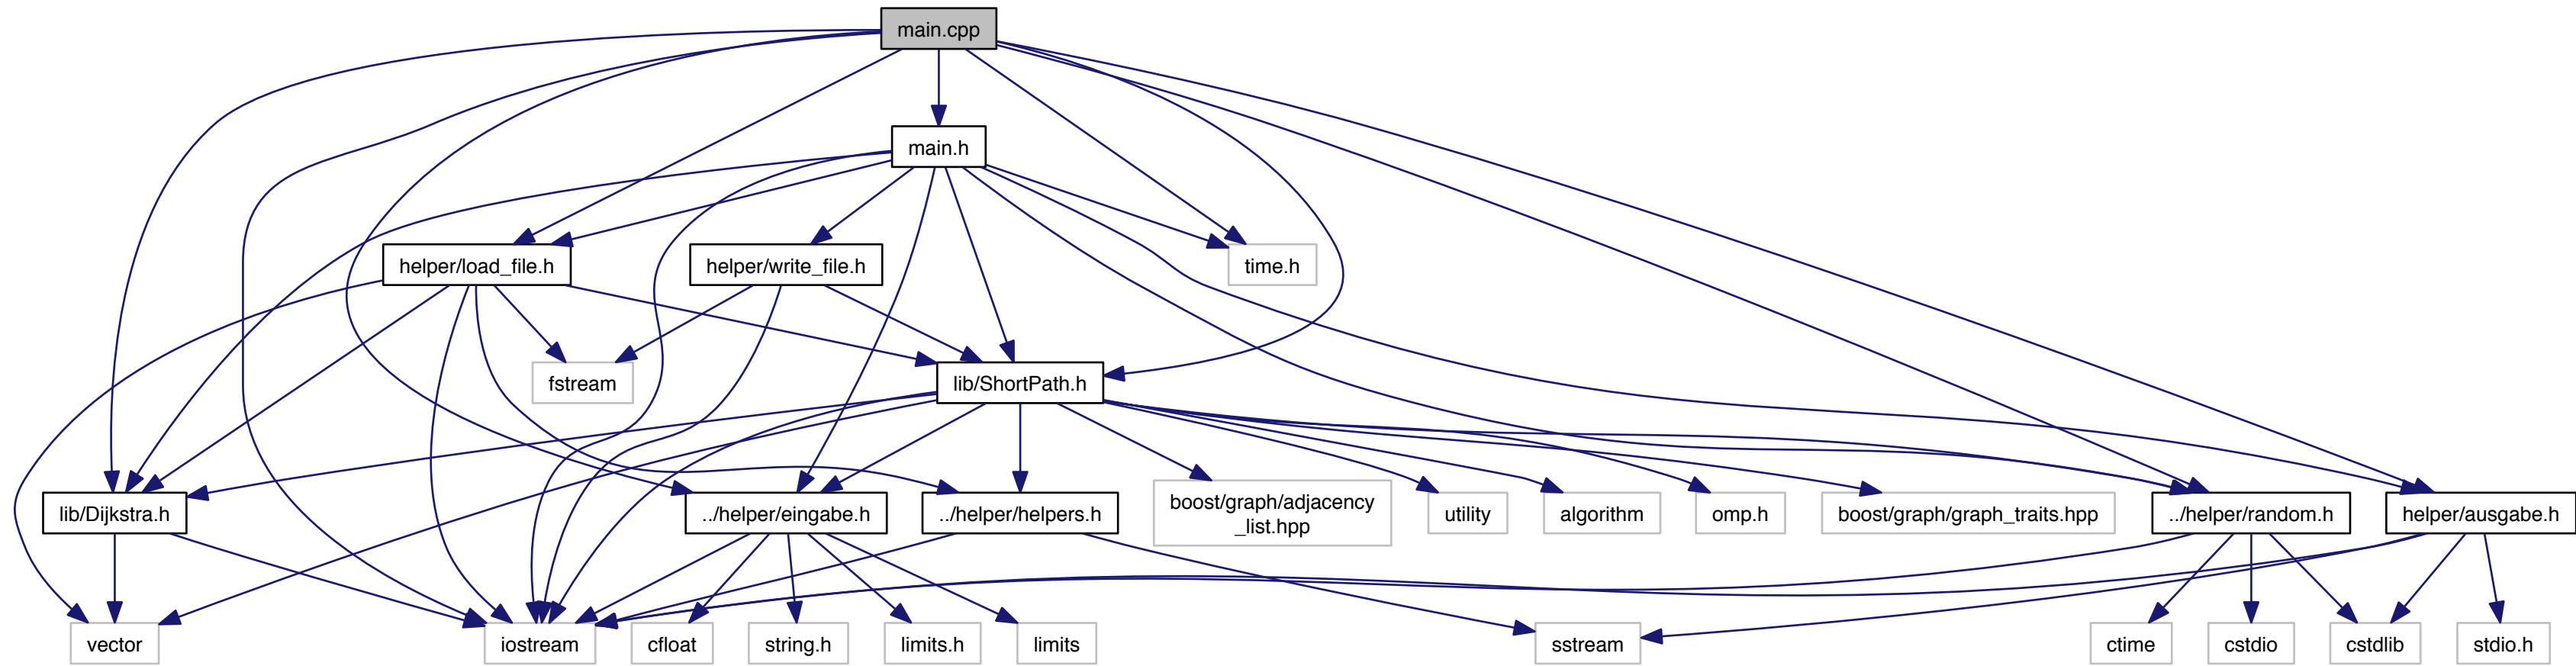 main.cpp
main.h
helper/load_file.h
helper/write_file.h
time.h
fstream
lib/ShortPath.h
lib/Dijkstra.h
../helper/eingabe.h
../helper/helpers.h
boost/graph/adjacency
_list.hpp
utility
algorithm
omp.h
boost/graph/graph_traits.hpp
../helper/random.h
helper/ausgabe.h
vector
iostream
cfloat
string.h
limits.h
limits
sstream
ctime
cstdio
cstdlib
stdio.h